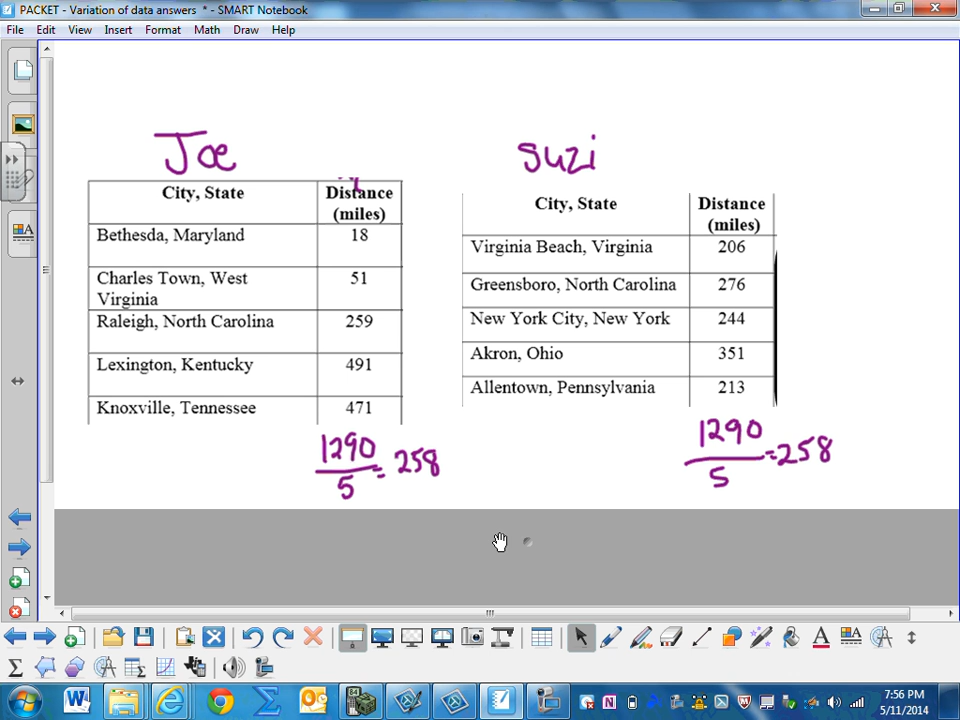 PACKET - Variation of data answers * - SMART Notebook
File Edit View Insert Format Math Draw Help
Joe
City, State Distance (miles)
Bethesda, Maryland 18
Charles Town, West Virginia 51
Raleigh, North Carolina 259
Lexington, Kentucky 491
Knoxville, Tennessee 471
1290
5
=258
Suzi
City, State Distance (miles)
Virginia Beach, Virginia 206
Greensboro, North Carolina 276
New York City, New York 244
Akron, Ohio 351
Allentown, Pennsylvania 213
1290
5
=258
7:56 PM
5/11/2014